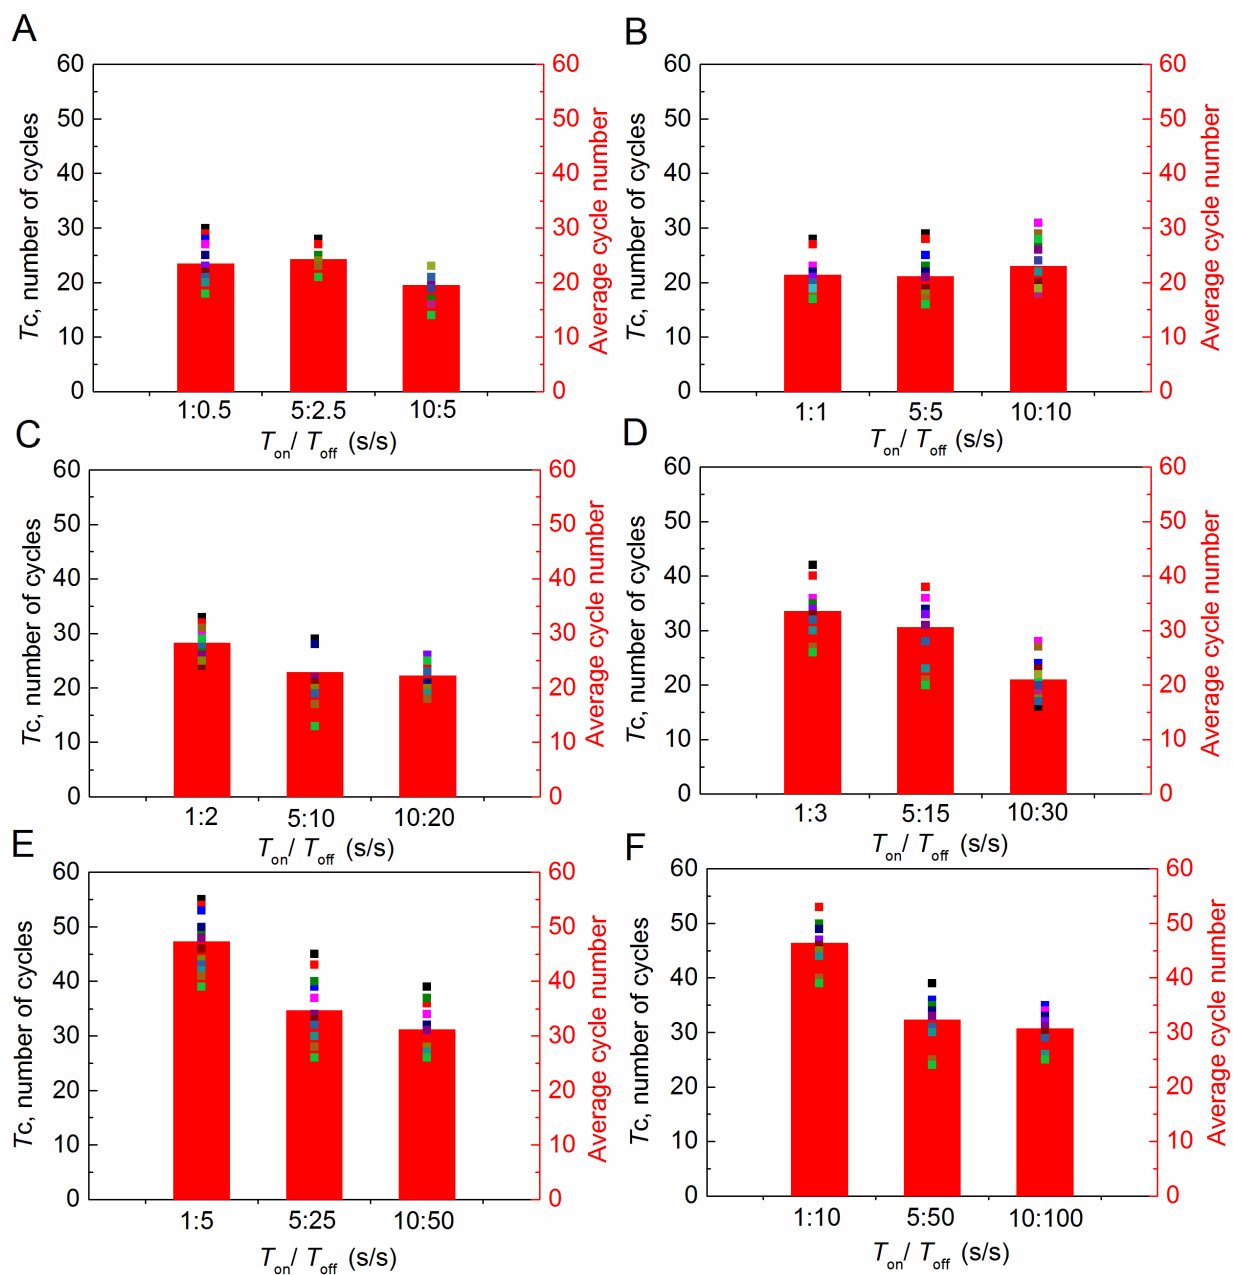 A
60
50
40
30
20
10
0
Tc, number of cycles
60
50
40
30
20
10
0
Average cycle number
1:0.5 5:2.5 10:5
Ton/ Toff (s/s)
B
60
50
40
30
20
10
0
Tc, number of cycles
60
50
40
30
20
10
0
Average cycle number
1:1 5:5 10:10
Ton/ Toff (s/s)
C
60
50
40
30
20
10
0
Tc, number of cycles
60
50
40
30
20
10
0
Average cycle number
1:2 5:10 10:20
Ton/ Toff (s/s)
D
60
50
40
30
20
10
0
Tc, number of cycles
60
50
40
30
20
10
0
Average cycle number
1:3 5:15 10:30
Ton/ Toff (s/s)
E
60
50
40
30
20
10
0
Tc, number of cycles
60
50
40
30
20
10
0
Average cycle number
1:5 5:25 10:50
Ton/ Toff (s/s)
F
60
50
40
30
20
10
0
Tc, number of cycles
60
50
40
30
20
10
0
Average cycle number
1:10 5:50 10:100
Ton/ Toff (s/s)